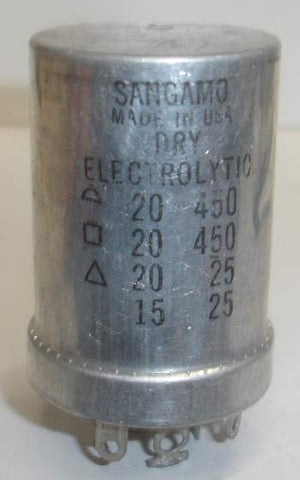 SANGAMO
MADE IN USA
DRY
ELECTROLYTIC
20 450
20 450
20 25
15 25